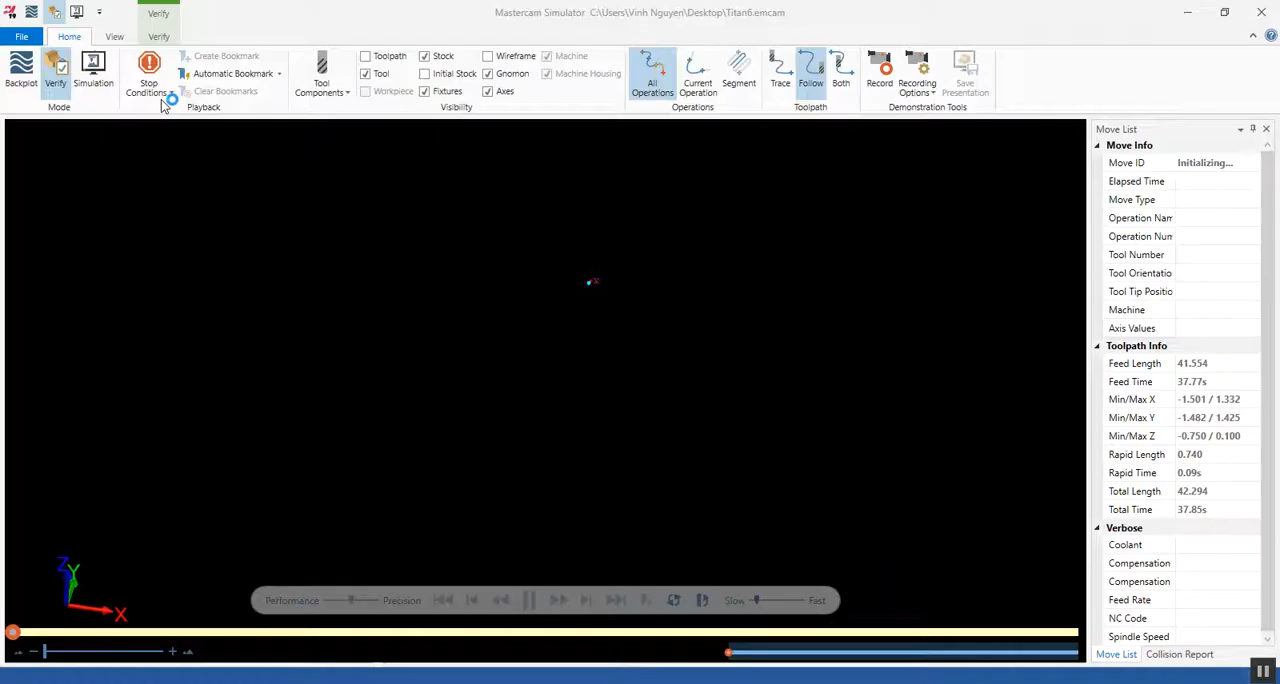 Verify
Mastercam Simulator C:\Users\Vinh Nguyen\Desktop\Titan6.emcam
File Home View Verify
Backplot Verify Simulation
Mode
Stop Conditions
Create Bookmark
Automatic Bookmark
Clear Bookmarks
Playback
Tool Components
Toolpath Stock Wireframe Machine
Tool Initial Stock Gnomon Machine Housing
Workpiece Fixtures Axes
Visibility
All Operations
Current Operation
Segment
Operations
Trace Follow Both
Toolpath
Record
Recording Options
Save Presentation
Demonstration Tools
X
Z
Y
X
Performance Precision Slow Fast
Move List
Move Info
Move ID Initializing...
Elapsed Time
Move Type
Operation Nam
Operation Num
Tool Number
Tool Orientatio
Tool Tip Positio
Machine
Axis Values
Toolpath Info
Feed Length 41.554
Feed Time 37.77s
Min/Max X -1.501 / 1.332
Min/Max Y -1.482 / 1.425
Min/Max Z -0.750 / 0.100
Rapid Length 0.740
Rapid Time 0.09s
Total Length 42.294
Total Time 37.85s
Verbose
Coolant
Compensation
Compensation
Feed Rate
NC Code
Spindle Speed
Move List Collision Report